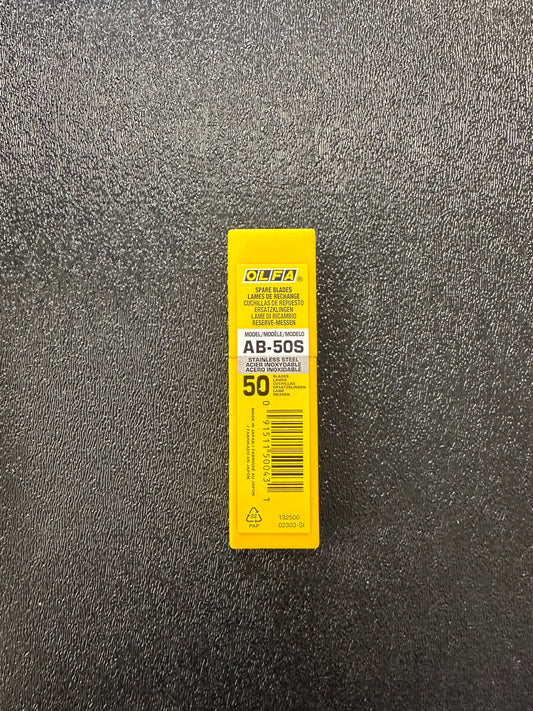 OLFA®
SPARE BLADES
LAMES DE RECHANGE
CUCHILLAS DE REPUESTO
ERSATZKLINGEN
LAME DI RICAMBIO
RESERVE-MESSEN
MODEL/MODÈLE/MODELO
AB-50S
STAINLESS STEEL
ACIER INOXYDABLE
ACERO INOXIDABLE
50
BLADES
LAMES
CUCHILLAS
ERSATZKLINGEN
LAME
MESSEN
MADE IN JAPAN / FABRIQUÉ AU JAPON
/ FABRICADO EN JAPÓN
0 91511 50043 1
22
PAP
132500
02303-SI